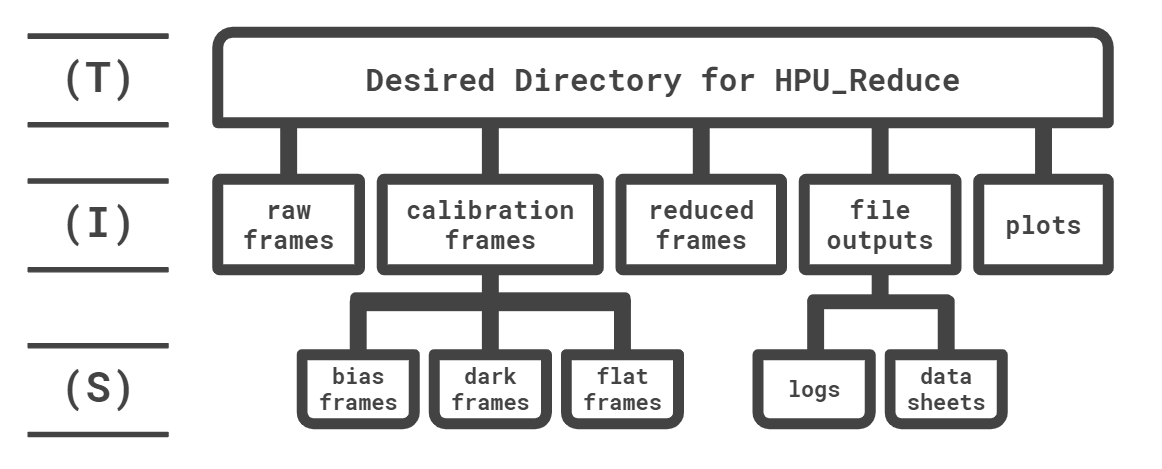 (T)
Desired Directory for HPU_Reduce
(I)
raw
frames
calibration
frames
reduced
frames
file
outputs
plots
(S)
bias
frames
dark
frames
flat
frames
logs
data
sheets